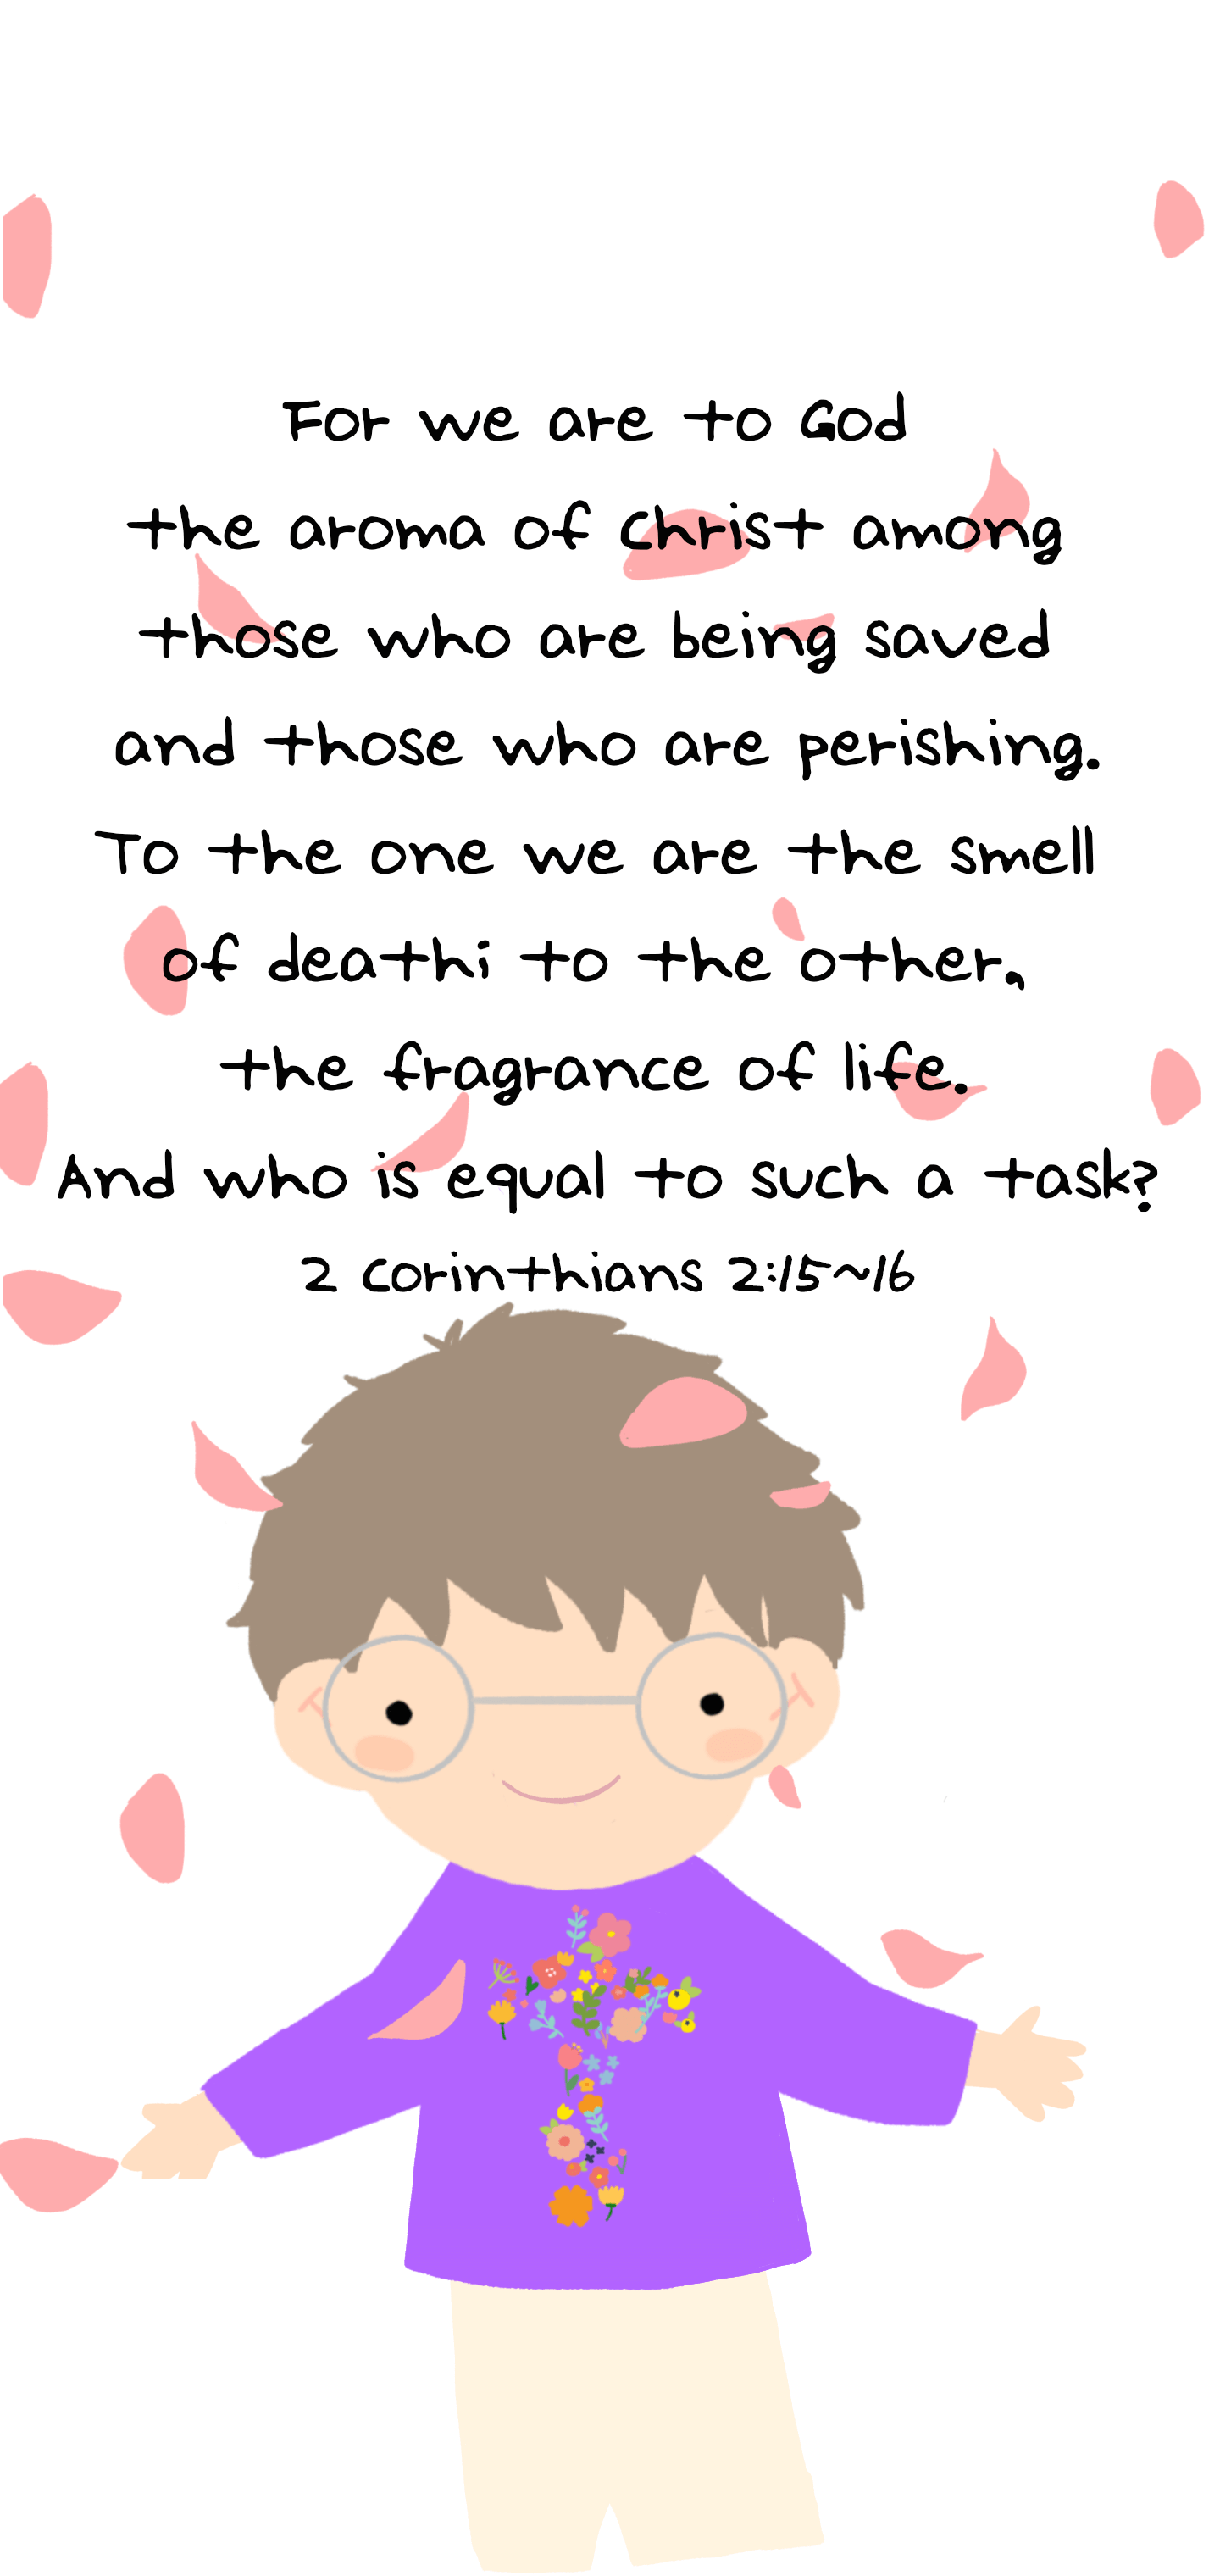 For we are to God
the aroma of Christ among
those who are being saved
and those who are perishing.
To the one we are the smell
of deathi to the other,
the fragrance of life.
And who is equal to such a task?
2 Corinthians 2:15~16